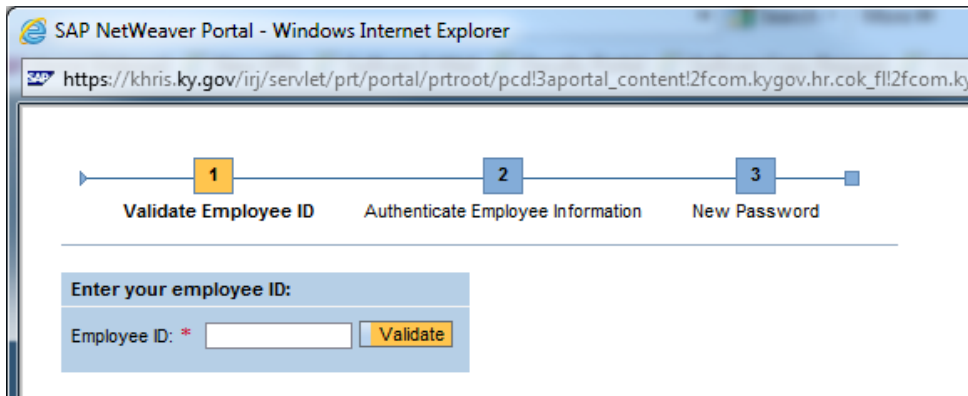 SAP NetWeaver Portal - Windows Internet Explorer
SAP https://khris.ky.gov/irj/servlet/prt/portal/prtroot/pcd!3aportal_content!2fcom.kygov.hr.cok_fl!2fcom.ky
1 2 3
Validate Employee ID Authenticate Employee Information New Password
Enter your employee ID:
Employee ID: * Validate